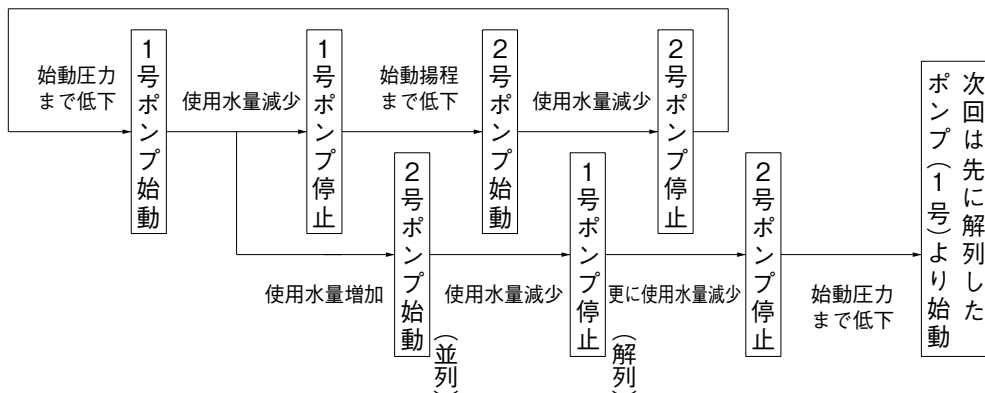 始動圧力
まで低下
1号ポンプ始動
使用水量減少
1号ポンプ停止
始動揚程
まで低下
2号ポンプ始動
使用水量減少
2号ポンプ停止
使用水量増加
2号ポンプ始動
(並列)
使用水量減少
1号ポンプ停止
(解列)
更に使用水量減少
2号ポンプ停止
始動圧力
まで低下
次回は先に解列した
ポンプ(1号)より始動